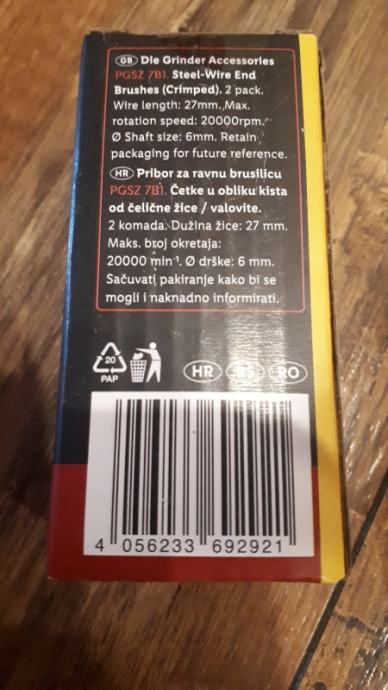 GB Die Grinder Accessories
PGSZ 7B1. Steel-Wire End
Brushes (Crimped). 2 pack.
Wire length: 27mm. Max.
rotation speed: 20000rpm.
Ø Shaft size: 6mm. Retain
packaging for future reference.
HR Pribor za ravnu brusilicu
PGSZ 7B1. Četke u obliku kista
od čelične žice / valovite.
2 komada. Dužina žice: 27 mm.
Maks. broj okretaja:
20000 min⁻¹. Ø drške: 6 mm.
Sačuvati pakiranje kako bi se
mogli i naknadno informirati.
20
PAP
HR RS RO
4 056233 692921